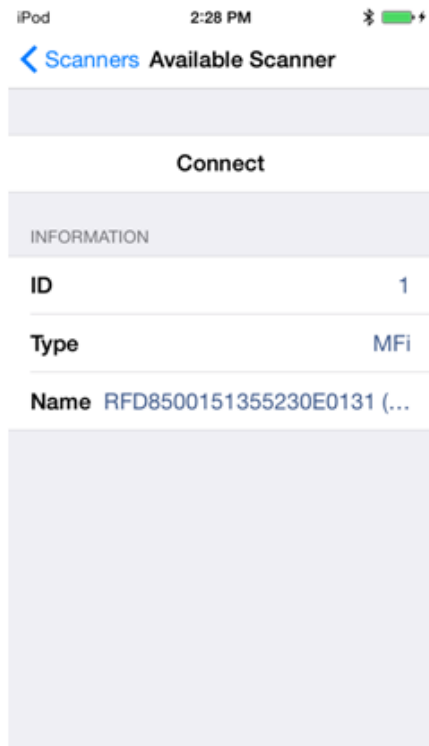 iPod 2:28 PM
Scanners Available Scanner
Connect
INFORMATION
ID 1
Type MFi
Name RFD8500151355230E0131 (...